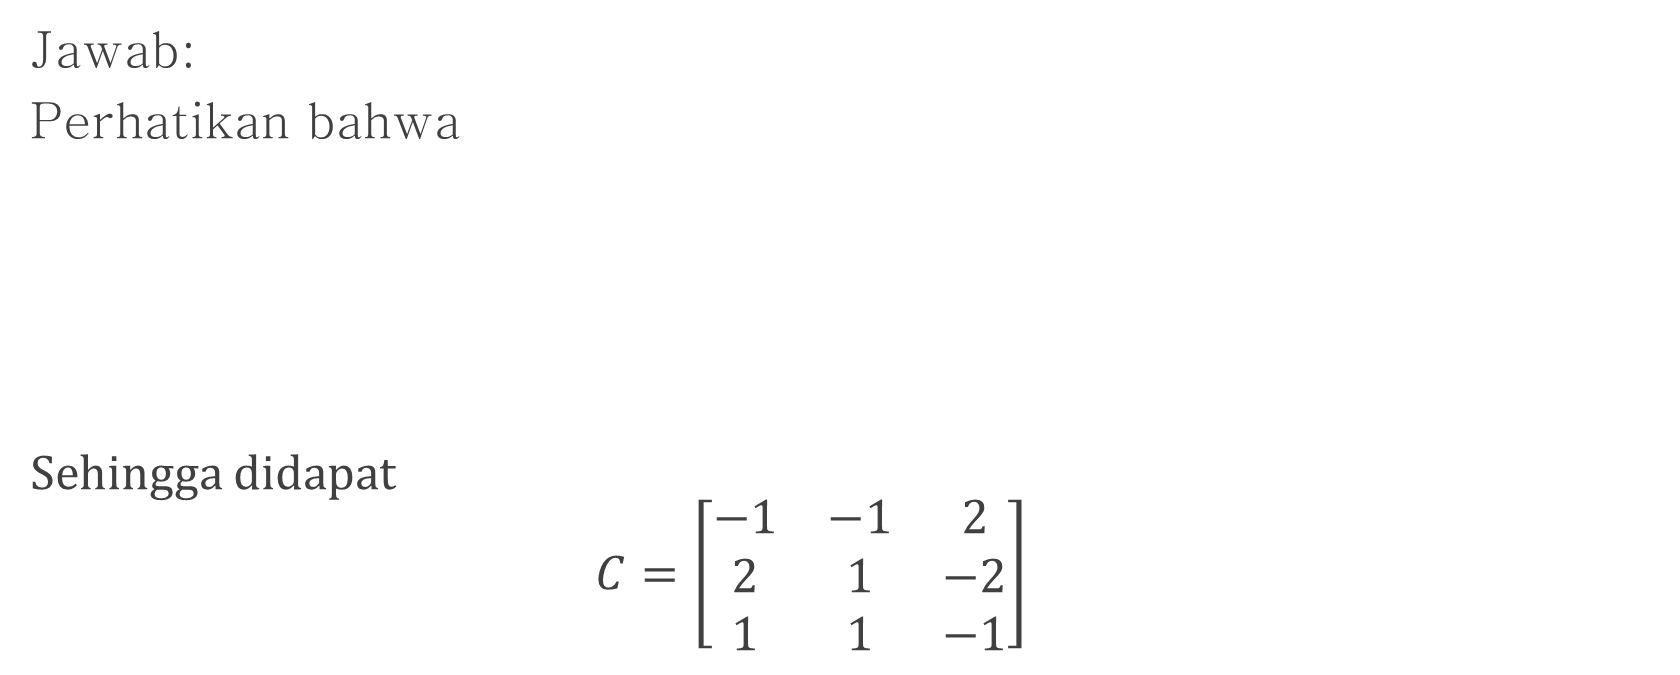 Jawab:
Perhatikan bahwa
Sehingga didapat
C = [−1 −1 2
2 1 −2
1 1 −1]